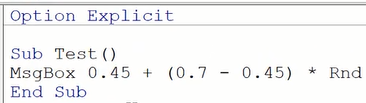 Option Explicit
Sub Test()
MsgBox 0.45 + (0.7 - 0.45) * Rnd
End Sub